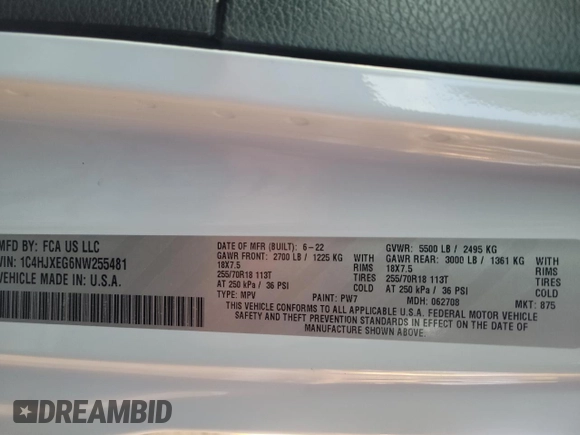 MFD BY: FCA US LLC
VIN: 1C4HJXEG6NW255481
VEHICLE MADE IN: U.S.A.
DATE OF MFR (BUILT): 6-22
GVWR: 5500 LB / 2495 KG
GAWR FRONT: 2700 LB / 1225 KG WITH
GAWR REAR: 3000 LB / 1361 KG WITH
18X7.5 RIMS
18X7.5 RIMS
255/70R18 113T TIRES
255/70R18 113T TIRES
AT 250 kPa / 36 PSI COLD
AT 250 kPa / 36 PSI COLD
TYPE: MPV PAINT: PW7 MDH: 062708 MKT: 875
THIS VEHICLE CONFORMS TO ALL APPLICABLE U.S.A. FEDERAL MOTOR VEHICLE
SAFETY AND THEFT PREVENTION STANDARDS IN EFFECT ON THE DATE OF
MANUFACTURE SHOWN ABOVE.
DREAMBID